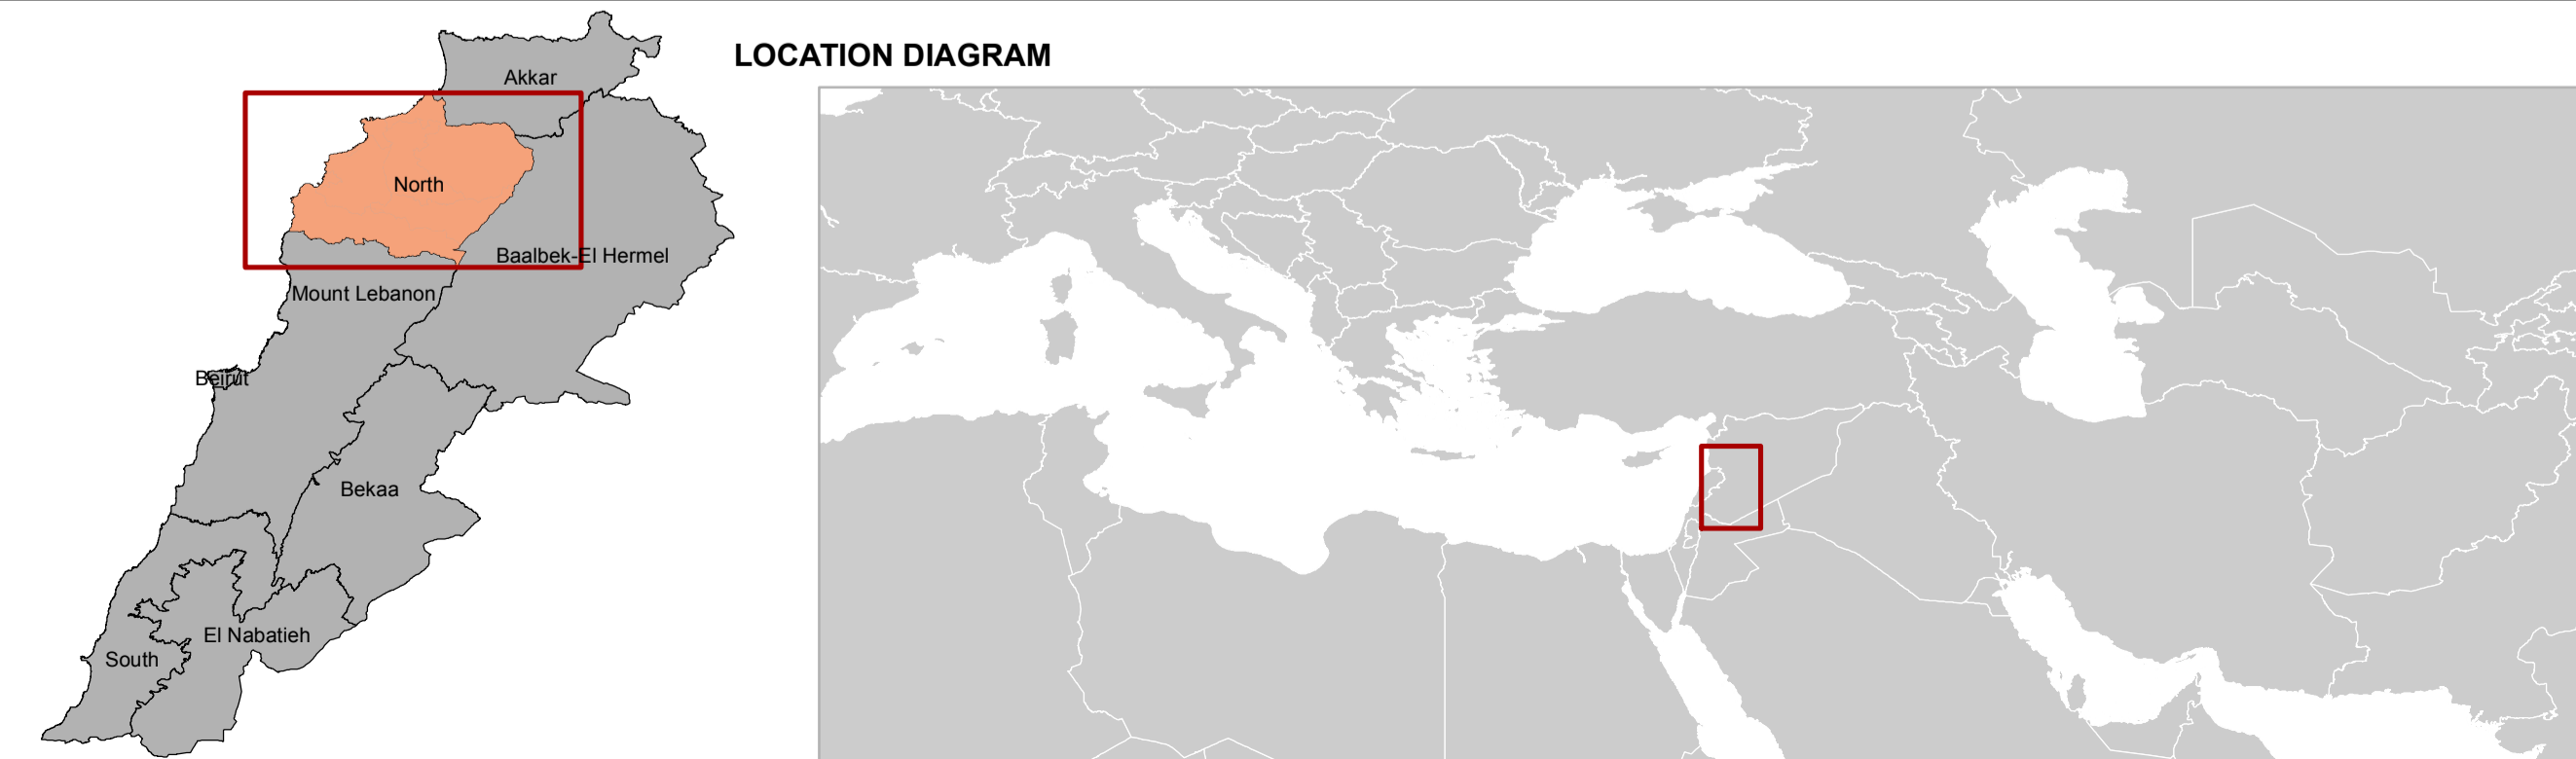 LOCATION DIAGRAM
Akkar
North
Baalbek-El Hermel
Mount Lebanon
Beirut
Bekaa
El Nabatieh
South